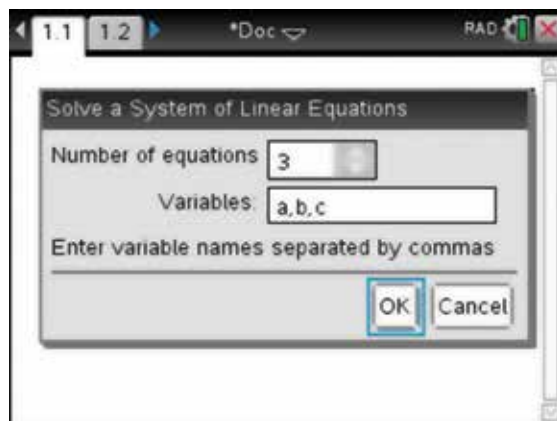 1.1 1.2 *Doc RAD
Solve a System of Linear Equations
Number of equations 3
Variables: a,b,c
Enter variable names separated by commas
OK Cancel